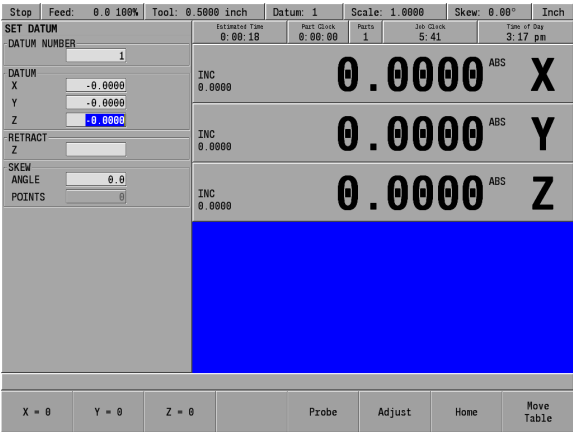 Stop Feed: 0.0 100% Tool: 0.5000 inch Datum: 1 Scale: 1.0000 Skew: 0.00° Inch
SET DATUM
Estimated Time Part Clock Parts Job Clock Time of Day
0:00:18 0:00:00 1 5:41 3:17 pm
DATUM NUMBER
1
DATUM
X -0.0000
Y -0.0000
Z -0.0000
RETRACT
Z
SKEW
ANGLE 0.0
POINTS 0
INC
0.0000
0.0000 ABS X
INC
0.0000
0.0000 ABS Y
INC
0.0000
0.0000 ABS Z
X = 0 Y = 0 Z = 0 Probe Adjust Home Move
Table